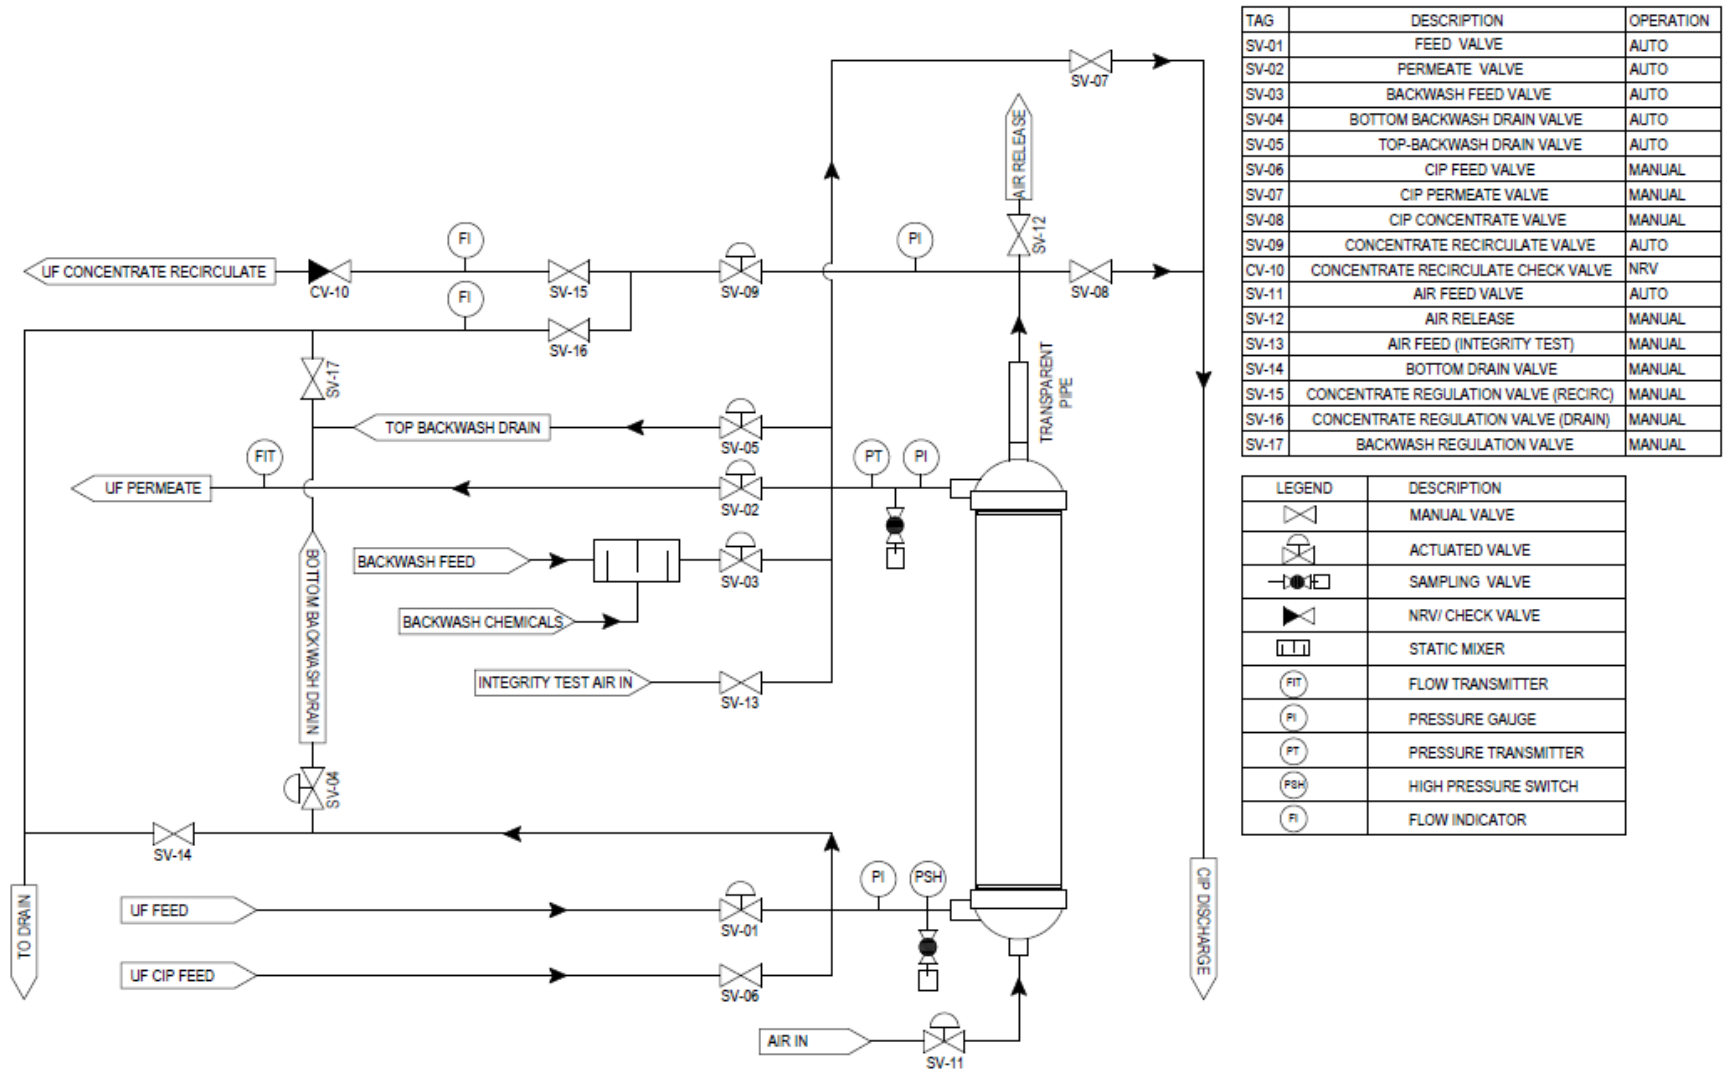 SV-07
AIR RELEASE
SV-12
FI
PI
UF CONCENTRATE RECIRCULATE
CV-10
SV-15
SV-09
SV-08
FI
SV-16
SV-17
TRANSPARENT
PIPE
TOP BACKWASH DRAIN
SV-05
FIT
PT
PI
UF PERMEATE
SV-02
BACKWASH FEED
SV-03
BACKWASH CHEMICALS
BOTTOM BACKWASH DRAIN
INTEGRITY TEST AIR IN
SV-13
SV-04
SV-14
TO DRAIN
PI
PSH
UF FEED
SV-01
UF CIP FEED
SV-06
AIR IN
SV-11
CIP DISCHARGE
TAG DESCRIPTION OPERATION
SV-01 FEED VALVE AUTO
SV-02 PERMEATE VALVE AUTO
SV-03 BACKWASH FEED VALVE AUTO
SV-04 BOTTOM BACKWASH DRAIN VALVE AUTO
SV-05 TOP-BACKWASH DRAIN VALVE AUTO
SV-06 CIP FEED VALVE MANUAL
SV-07 CIP PERMEATE VALVE MANUAL
SV-08 CIP CONCENTRATE VALVE MANUAL
SV-09 CONCENTRATE RECIRCULATE VALVE AUTO
CV-10 CONCENTRATE RECIRCULATE CHECK VALVE NRV
SV-11 AIR FEED VALVE AUTO
SV-12 AIR RELEASE MANUAL
SV-13 AIR FEED (INTEGRITY TEST) MANUAL
SV-14 BOTTOM DRAIN VALVE MANUAL
SV-15 CONCENTRATE REGULATION VALVE (RECIRC) MANUAL
SV-16 CONCENTRATE REGULATION VALVE (DRAIN) MANUAL
SV-17 BACKWASH REGULATION VALVE MANUAL
LEGEND DESCRIPTION
MANUAL VALVE
ACTUATED VALVE
SAMPLING VALVE
NRV/ CHECK VALVE
STATIC MIXER
FIT FLOW TRANSMITTER
PI PRESSURE GAUGE
PT PRESSURE TRANSMITTER
PSH HIGH PRESSURE SWITCH
FI FLOW INDICATOR